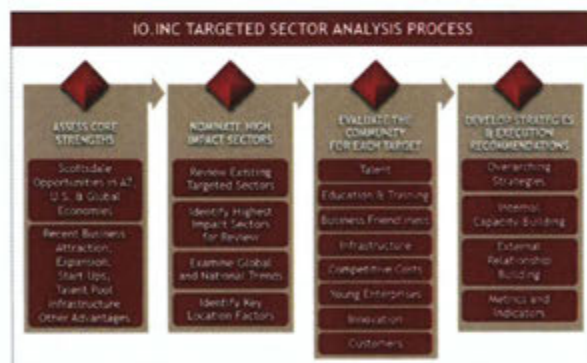 IO.INC TARGETED SECTOR ANALYSIS PROCESS
ASSESS CORE
STRENGTHS
Scottsdale
Opportunities in AZ,
U.S. & Global
Economies
Recent Business
Attraction,
Expansion,
Start Ups,
Talent Pool
Infrastructure
Other Advantages
NOMINATE HIGH
IMPACT SECTORS
Review Existing
Targeted Sectors
Identify Highest
Impact Sectors
for Review
Examine Global
and National Trends
Identify Key
Location Factors
EVALUATE THE
COMMUNITY
FOR EACH TARGET
Talent
Education & Training
Business Friendliness
Infrastructure
Competitive Costs
Young Enterprises
Innovation
Customers
DEVELOP STRATEGIES
& EXECUTION
RECOMMENDATIONS
Overarching
Strategies
Internal
Capacity Building
External
Relationship
Building
Metrics and
Indicators